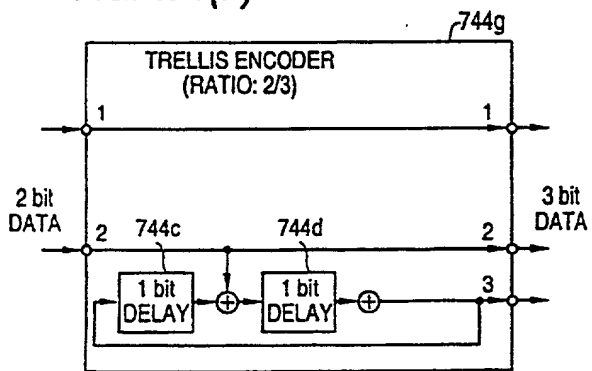 744g
TRELLIS ENCODER
(RATIO: 2/3)
1
1
2 bit
DATA
3 bit
DATA
2
744c
744d
2
3
1 bit
DELAY
1 bit
DELAY